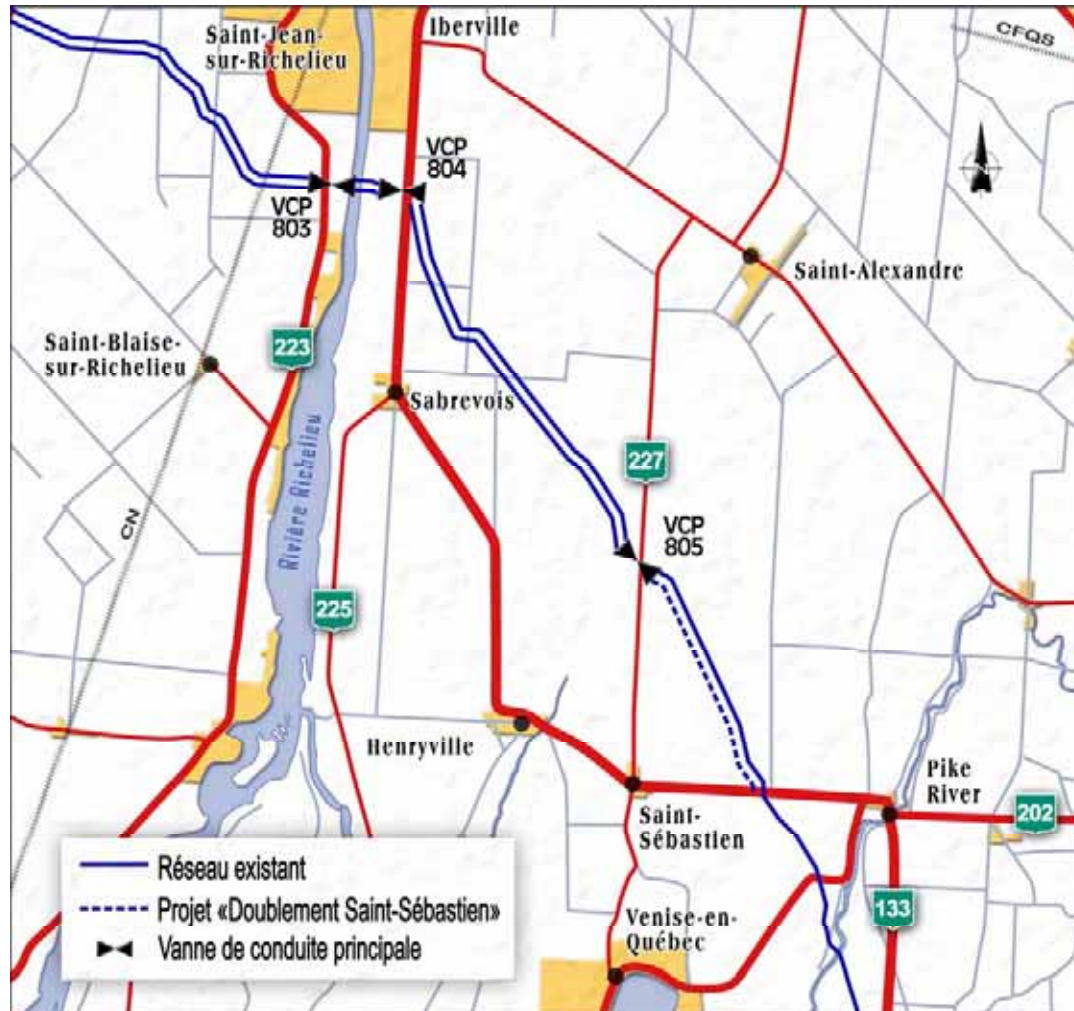 Saint-Jean-
sur-Richelieu
Iberville
CFQS
VCP
804
VCP
803
Saint-Alexandre
Saint-Blaise-
sur-Richelieu
223
Sabrevois
Rivière Richelieu
227
CN
VCP
805
225
Henryville
Pike
River
Saint-
Sébastien
202
Réseau existant
Projet «Doublement Saint-Sébastien»
Vanne de conduite principale
Venise-en-
Québec
133